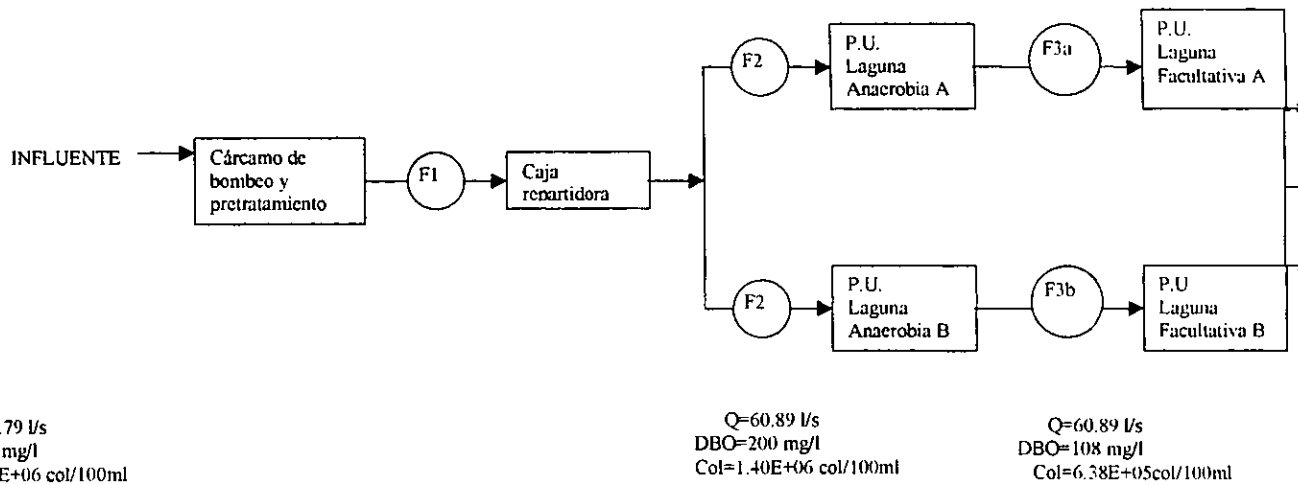 INFLUENTE
Cárcamo de
bombeo y
pretratamiento
F1
Caja
repartidora
F2
P.U.
Laguna
Anaerobia A
F3a
P.U.
Laguna
Facultativa A
F2
P.U.
Laguna
Anaerobia B
F3b
P.U
Laguna
Facultativa B
.79 l/s
mg/l
E+06 col/100ml
Q=60.89 l/s
DBO=200 mg/l
Col=1.40E+06 col/100ml
Q=60.89 l/s
DBO=108 mg/l
Col=6.38E+05col/100ml